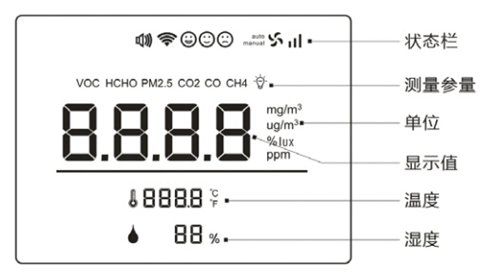 auto
manual
状态栏
VOC HCHO PM2.5 CO2 CO CH4
测量参量
8.8.8.8
mg/m³
ug/m³
单位
% lux
ppm
显示值
888.8 ℃
℉
温度
88 %
湿度